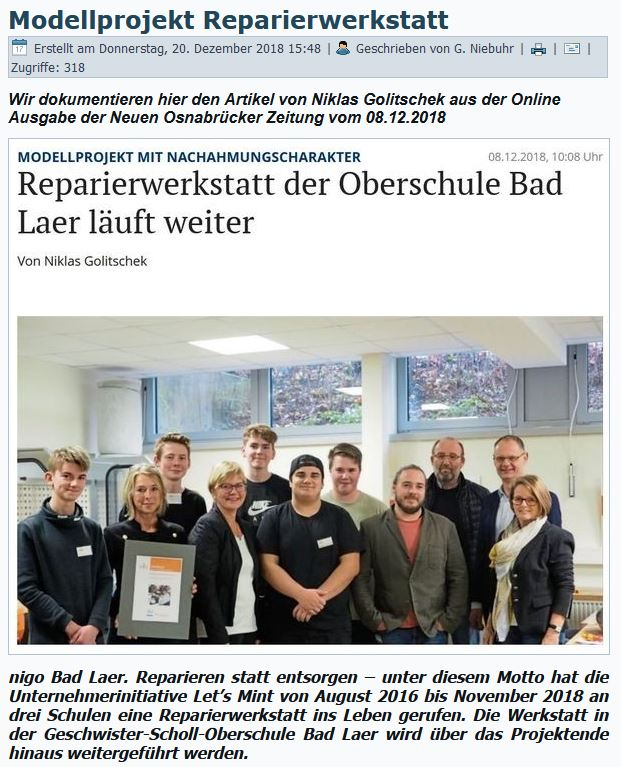 Modellprojekt Reparierwerkstatt
17 Erstellt am Donnerstag, 20. Dezember 2018 15:48 | Geschrieben von G. Niebuhr | | |
Zugriffe: 318
Wir dokumentieren hier den Artikel von Niklas Golitschek aus der Online
Ausgabe der Neuen Osnabrücker Zeitung vom 08.12.2018
MODELLPROJEKT MIT NACHAHMUNGSCHARAKTER 08.12.2018, 10:08 Uhr
Reparierwerkstatt der Oberschule Bad
Laer läuft weiter
Von Niklas Golitschek
nigo Bad Laer. Reparieren statt entsorgen – unter diesem Motto hat die
Unternehmerinitiative Let’s Mint von August 2016 bis November 2018 an
drei Schulen eine Reparierwerkstatt ins Leben gerufen. Die Werkstatt in
der Geschwister-Scholl-Oberschule Bad Laer wird über das Projektende
hinaus weitergeführt werden.